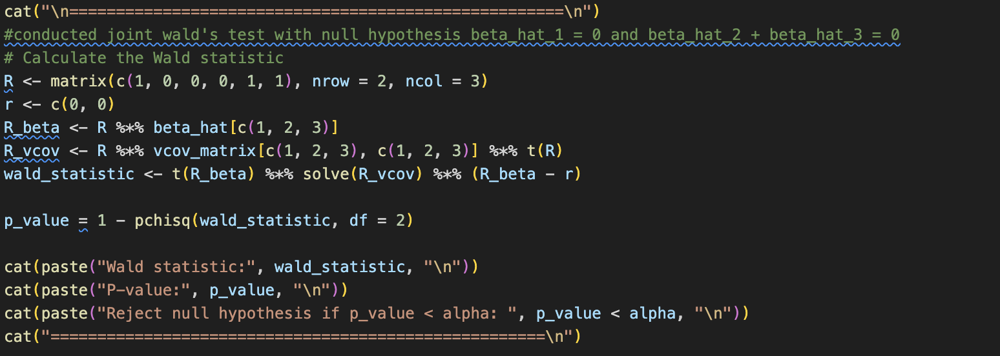 cat("\n=====================================================\n")
#conducted joint wald's test with null hypothesis beta_hat_1 = 0 and beta_hat_2 + beta_hat_3 = 0
# Calculate the Wald statistic
R <- matrix(c(1, 0, 0, 0, 1, 1), nrow = 2, ncol = 3)
r <- c(0, 0)
R_beta <- R %*% beta_hat[c(1, 2, 3)]
R_vcov <- R %*% vcov_matrix[c(1, 2, 3), c(1, 2, 3)] %*% t(R)
wald_statistic <- t(R_beta) %*% solve(R_vcov) %*% (R_beta - r)
p_value = 1 - pchisq(wald_statistic, df = 2)
cat(paste("Wald statistic:", wald_statistic, "\n"))
cat(paste("P-value:", p_value, "\n"))
cat(paste("Reject null hypothesis if p_value < alpha: ", p_value < alpha, "\n"))
cat("=====================================================\n")